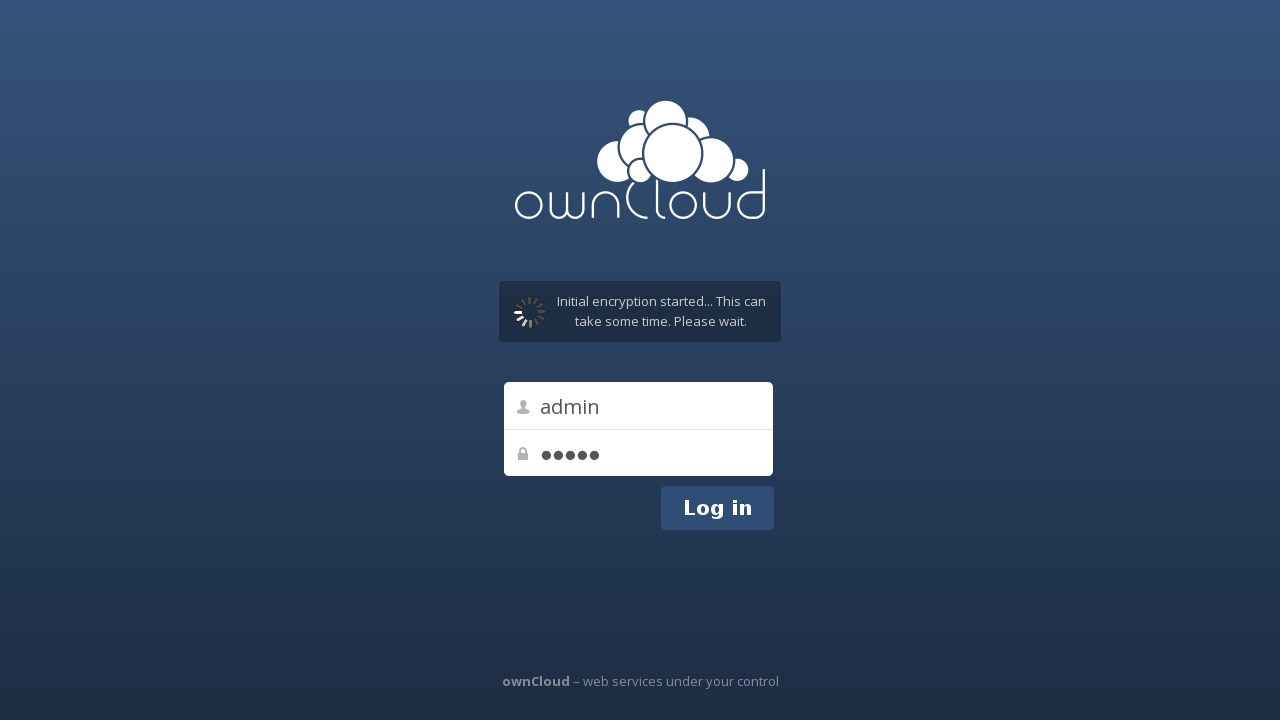 ownCloud
Initial encryption started... This can
take some time. Please wait.
admin
●●●●●
Log in
ownCloud – web services under your control